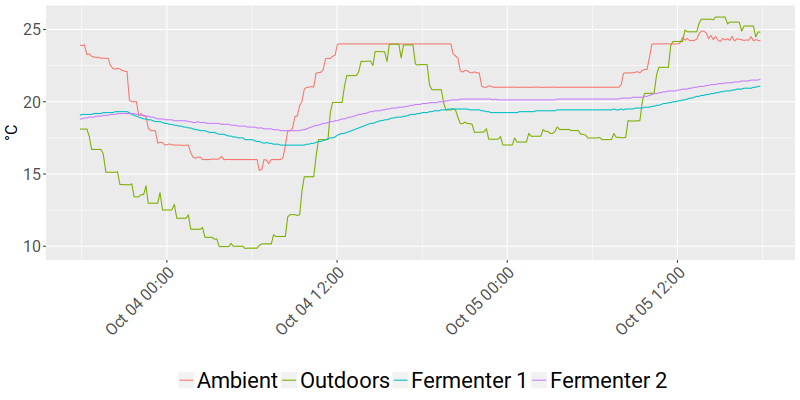 25
20
15
10
°C
Oct 04 00:00
Oct 04 12:00
Oct 05 00:00
Oct 05 12:00
Ambient Outdoors Fermenter 1 Fermenter 2